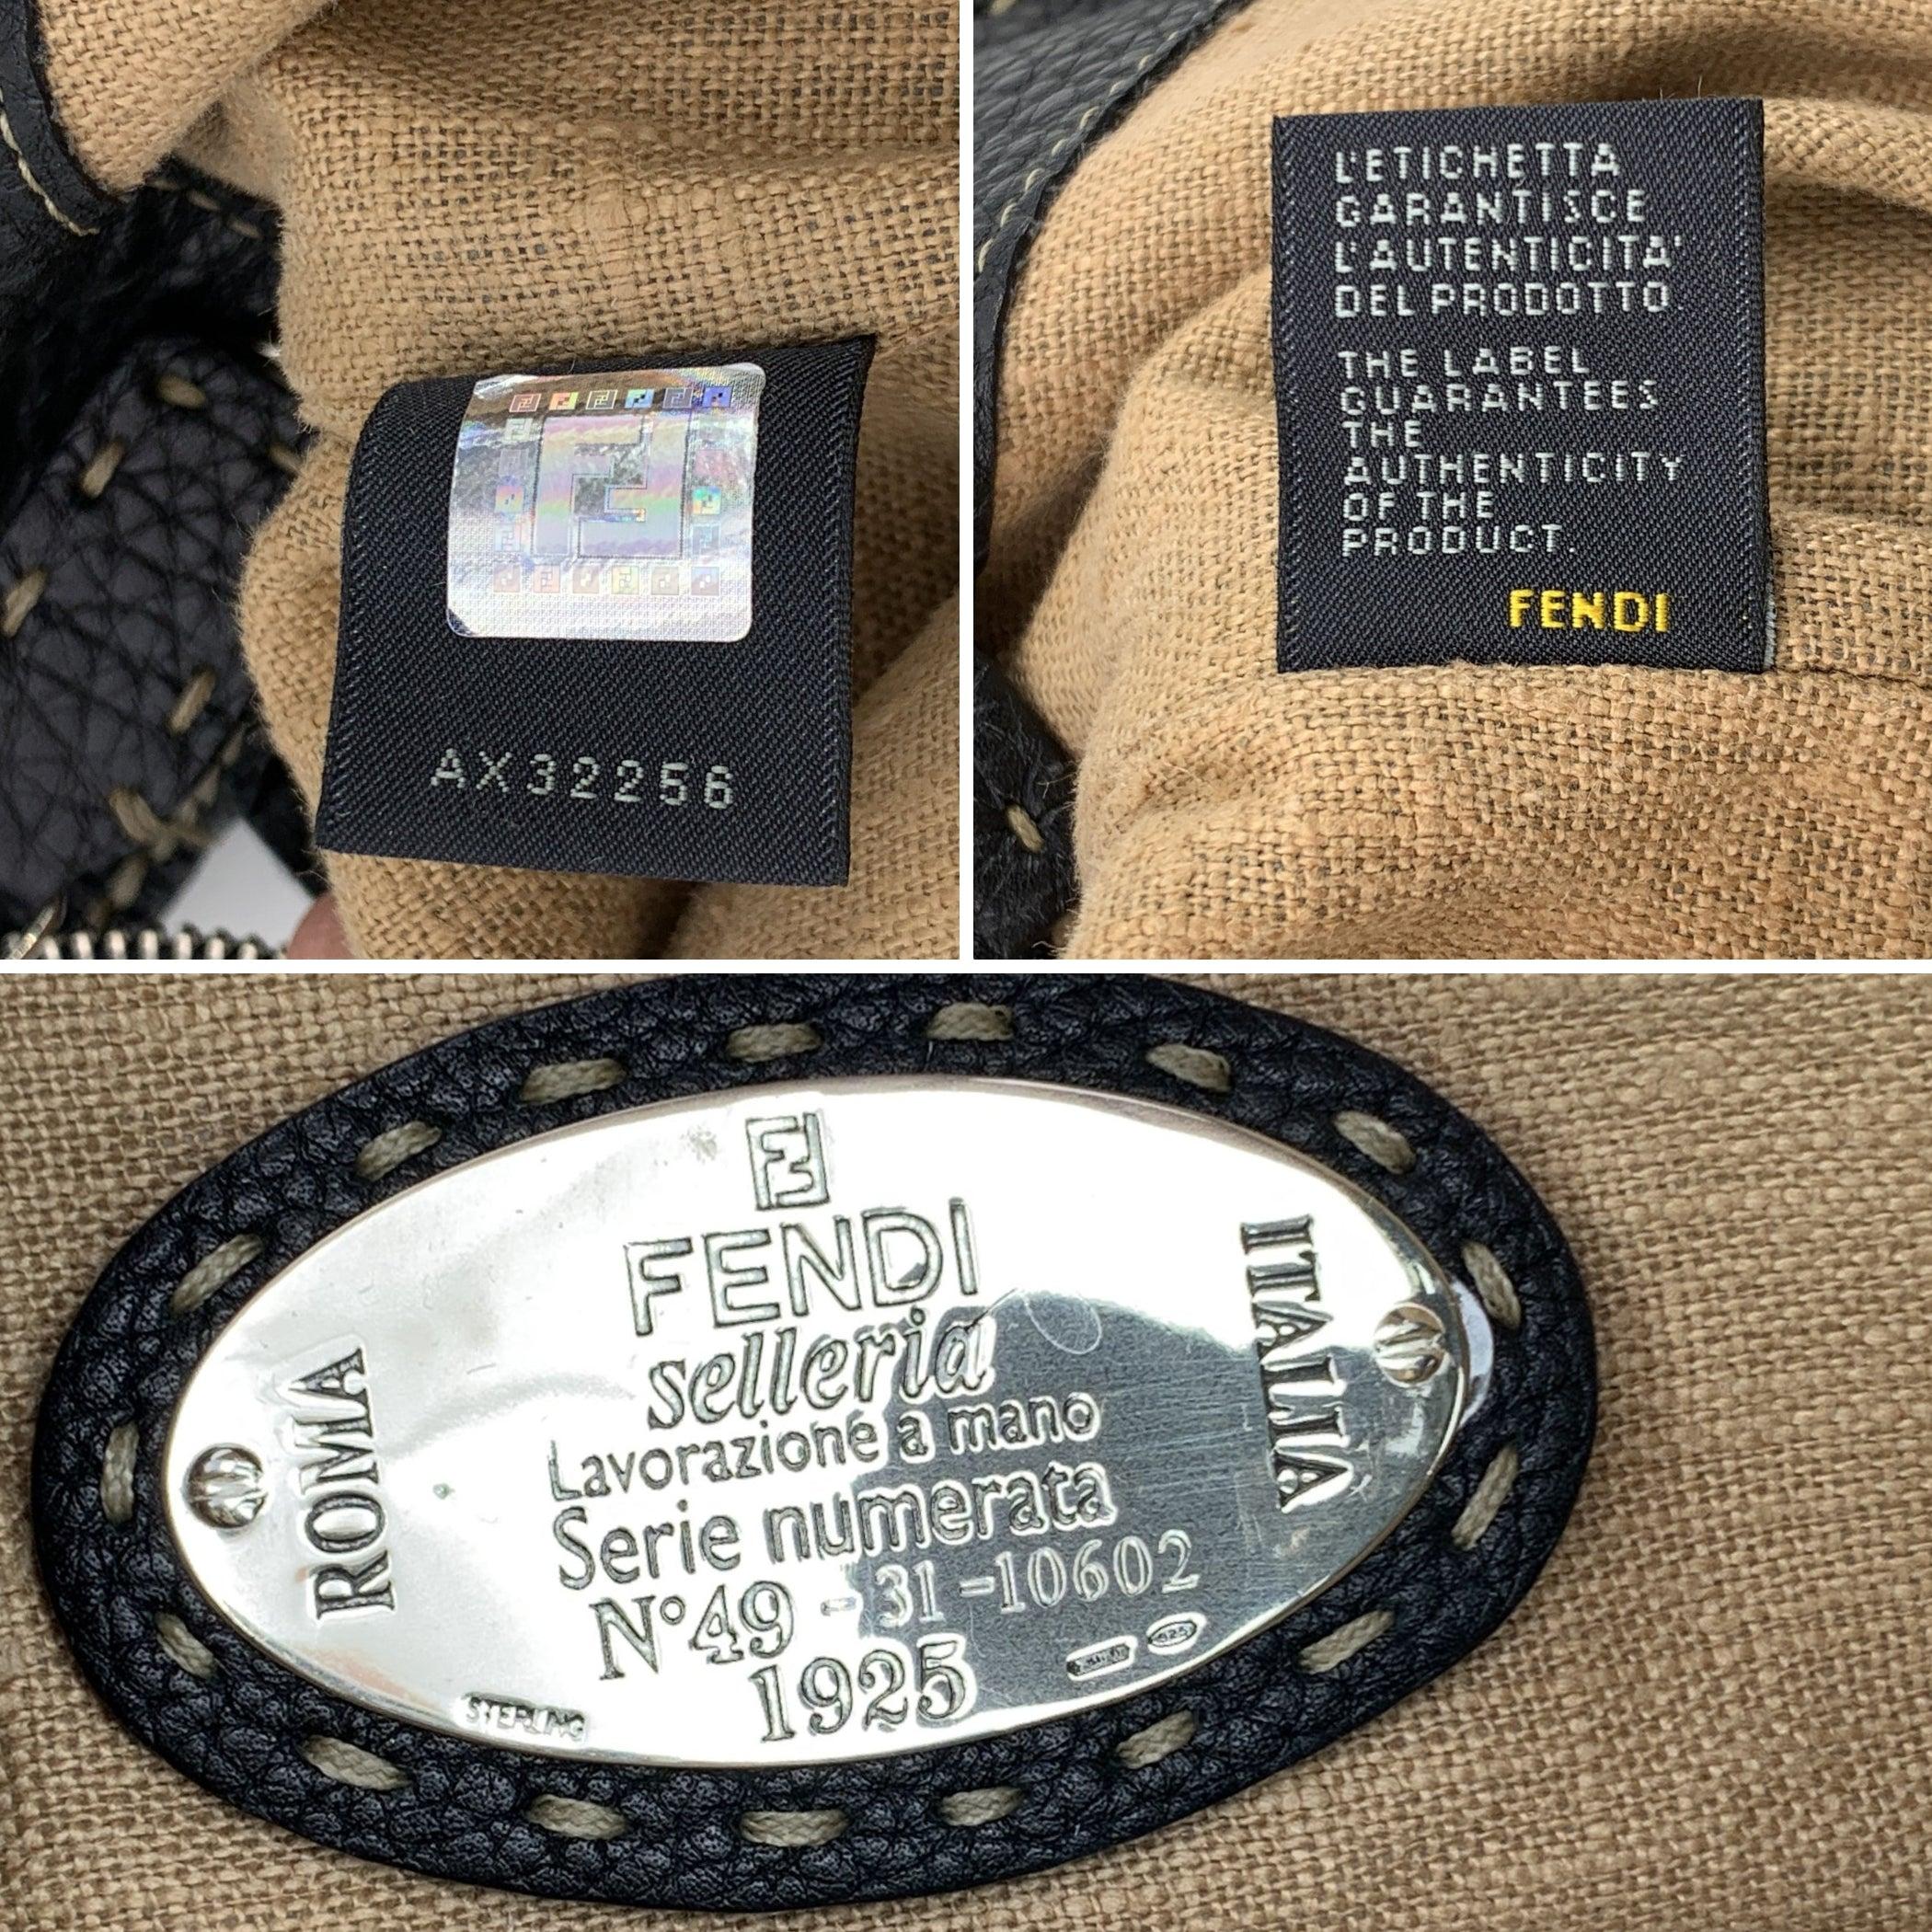 AX32256
L'ETICHETTA
GARANTISCE
L'AUTENTICITA'
DEL PRODOTTO
THE LABEL
GUARANTEES
THE
AUTHENTICITY
OF THE
PRODUCT.
FENDI
FENDI
selleria
Lavorazione a mano
Serie numerata
N°49 - 31 - 10602
1925
ROMA
ITALIA
STERLING
925